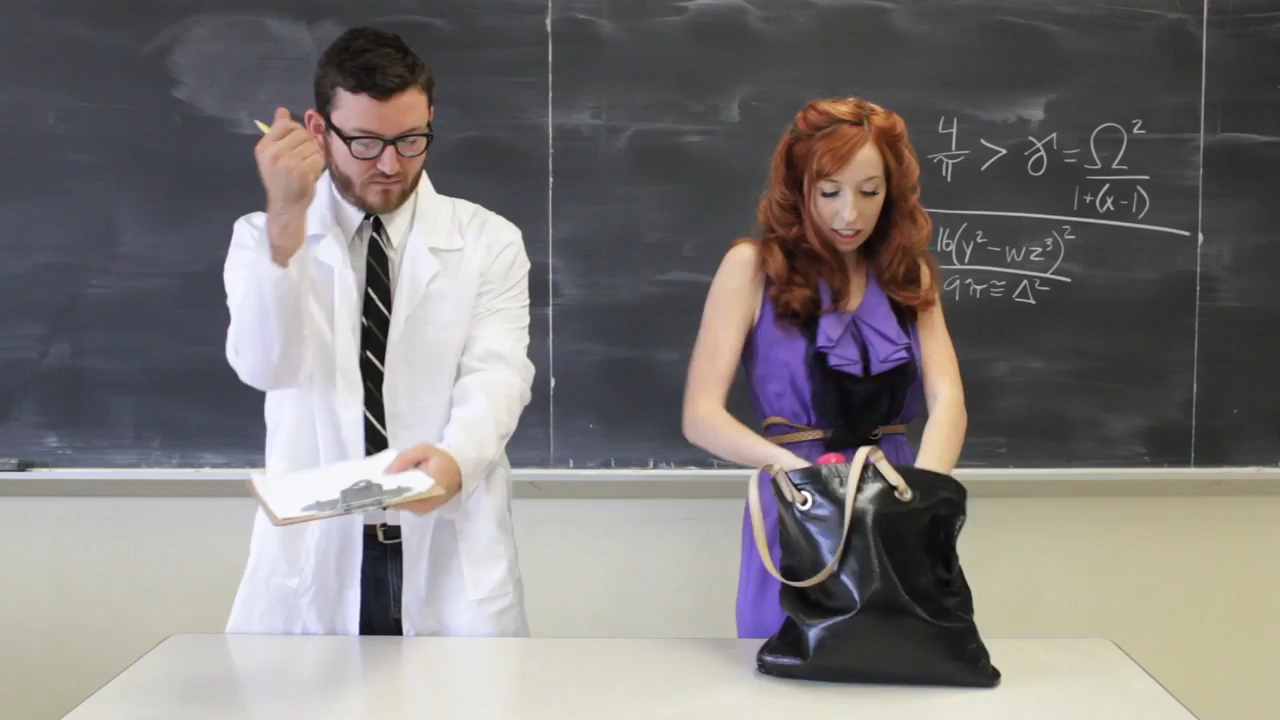 4/π > γ = Ω²/1+(x-1)
16(y²-wz³)²/9π≅Δ²